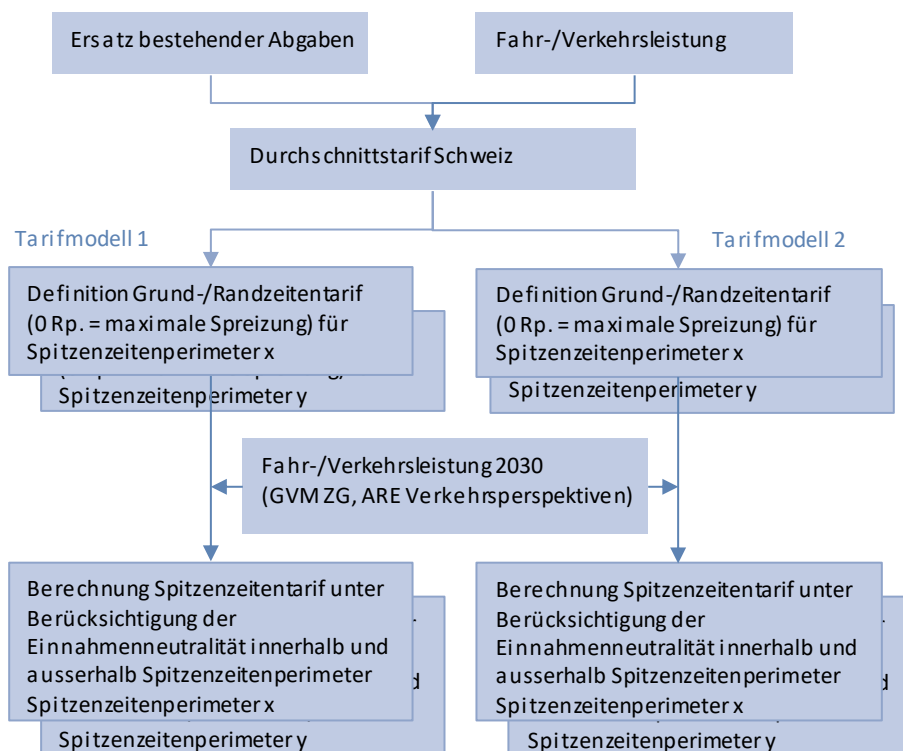 Ersatz bestehender Abgaben
Fahr-/Verkehrsleistung
Durchschnittstarif Schweiz
Tarifmodell 1
Tarifmodell 2
Definition Grund-/Randzeitentarif
(0 Rp. = maximale Spreizung) für
Spitzenzeitenperimeter x
Spitzenzeitenperimeter y
Definition Grund-/Randzeitentarif
(0 Rp. = maximale Spreizung) für
Spitzenzeitenperimeter x
Spitzenzeitenperimeter y
Fahr-/Verkehrsleistung 2030
(GVM ZG, ARE Verkehrsperspektiven)
Berechnung Spitzenzeitentarif unter
Berücksichtigung der
Einnahmenneutralität innerhalb und
ausserhalb Spitzenzeitenperimeter
Spitzenzeitenperimeter x
Spitzenzeitenperimeter y
Berechnung Spitzenzeitentarif unter
Berücksichtigung der
Einnahmenneutralität innerhalb und
ausserhalb Spitzenzeitenperimeter
Spitzenzeitenperimeter x
Spitzenzeitenperimeter y